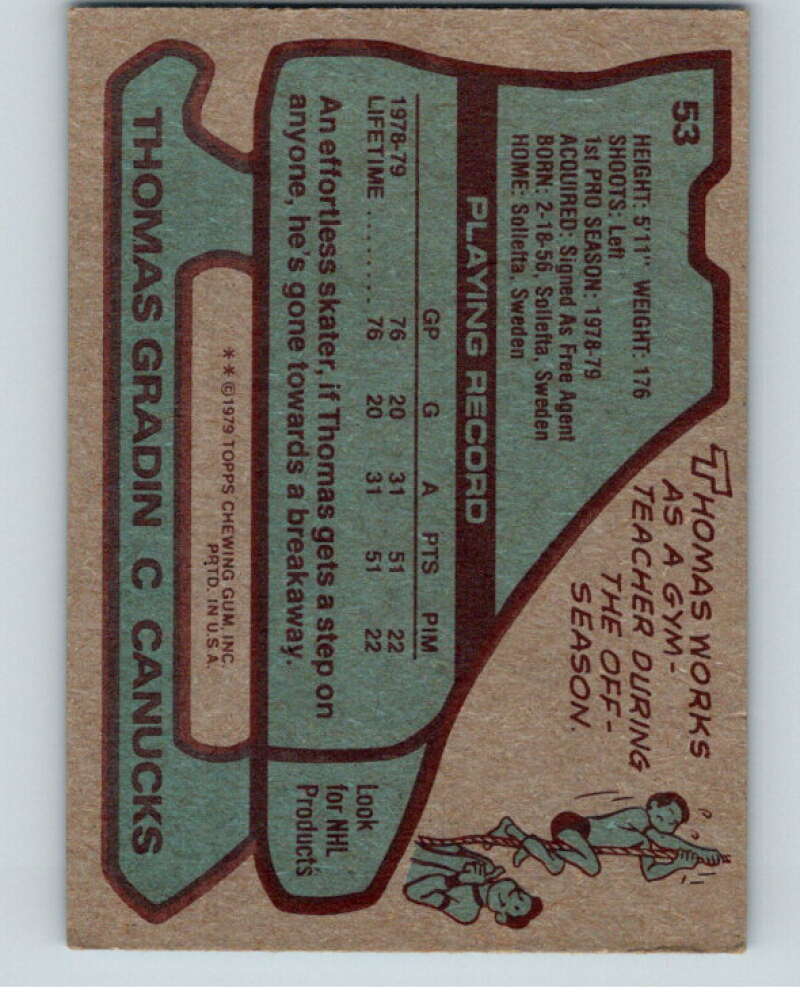 53
HEIGHT: 5'11" WEIGHT: 176
SHOOTS: Left
1st PRO SEASON: 1978-79
ACQUIRED: Signed As Free Agent
BORN: 2-18-56, Sollefta, Sweden
HOME: Sollefta, Sweden
THOMAS WORKS
AS A GYM-
TEACHER DURING
THE OFF-
SEASON.
PLAYING RECORD
GP G A PTS PIM
1978-79 76 20 31 51 22
LIFETIME ......... 76 20 31 51 22
An effortless skater, if Thomas gets a step on
anyone, he's gone towards a breakaway.
Look
for NHL
Products
**©1979 TOPPS CHEWING GUM, INC.
PRTD. IN U.S.A.
THOMAS GRADIN C CANUCKS